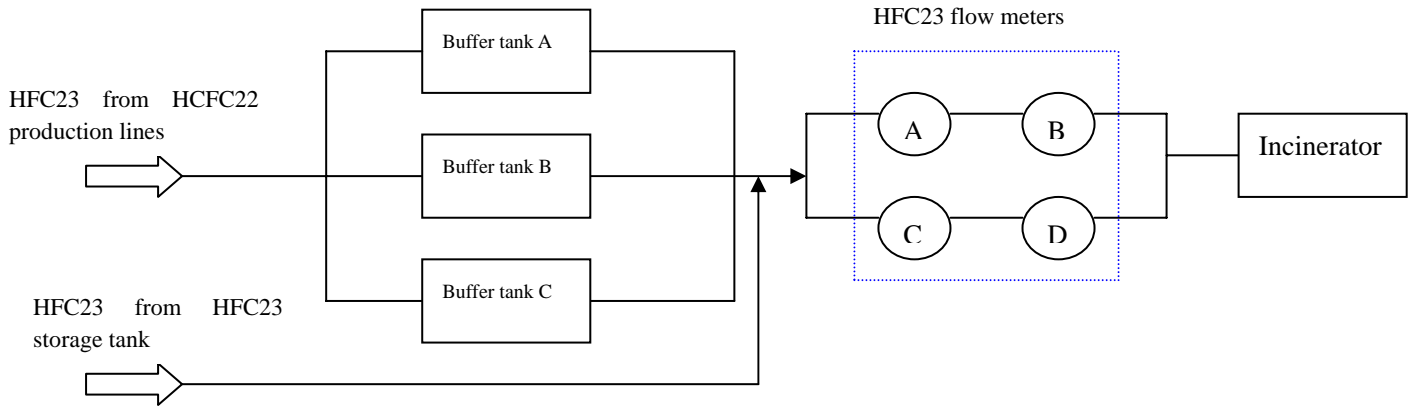 HFC23 flow meters
Buffer tank A
HFC23 from HCFC22
production lines
A
B
Incinerator
Buffer tank B
C
D
Buffer tank C
HFC23 from HFC23
storage tank